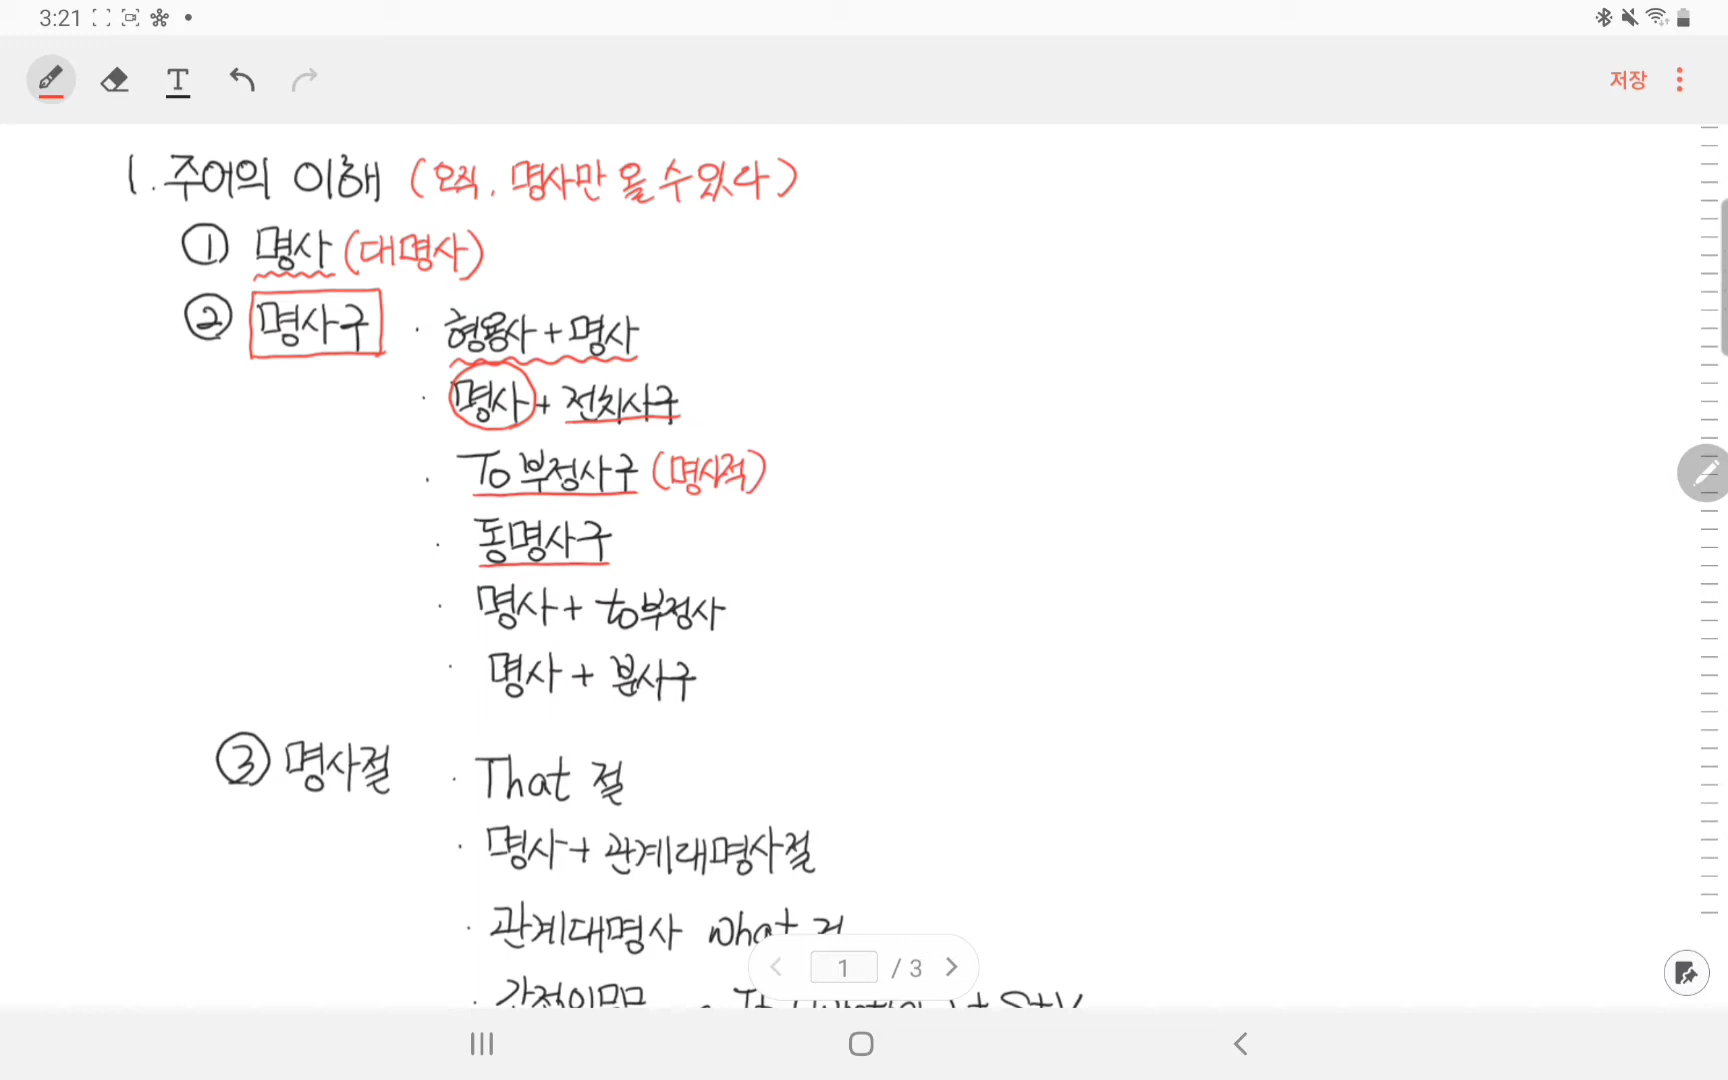 3:21
저장
1. 주어의 이해 (오직, 명사만 올 수 있다)
① 명사 (대명사)
② 명사구 · 형용사 + 명사
· 명사 + 전치사구
· To 부정사구 (명사적)
· 동명사구
· 명사 + to부정사
· 명사 + 분사구
③ 명사절 · That 절
· 명사 + 관계대명사절
· 관계대명사 what
1 / 3